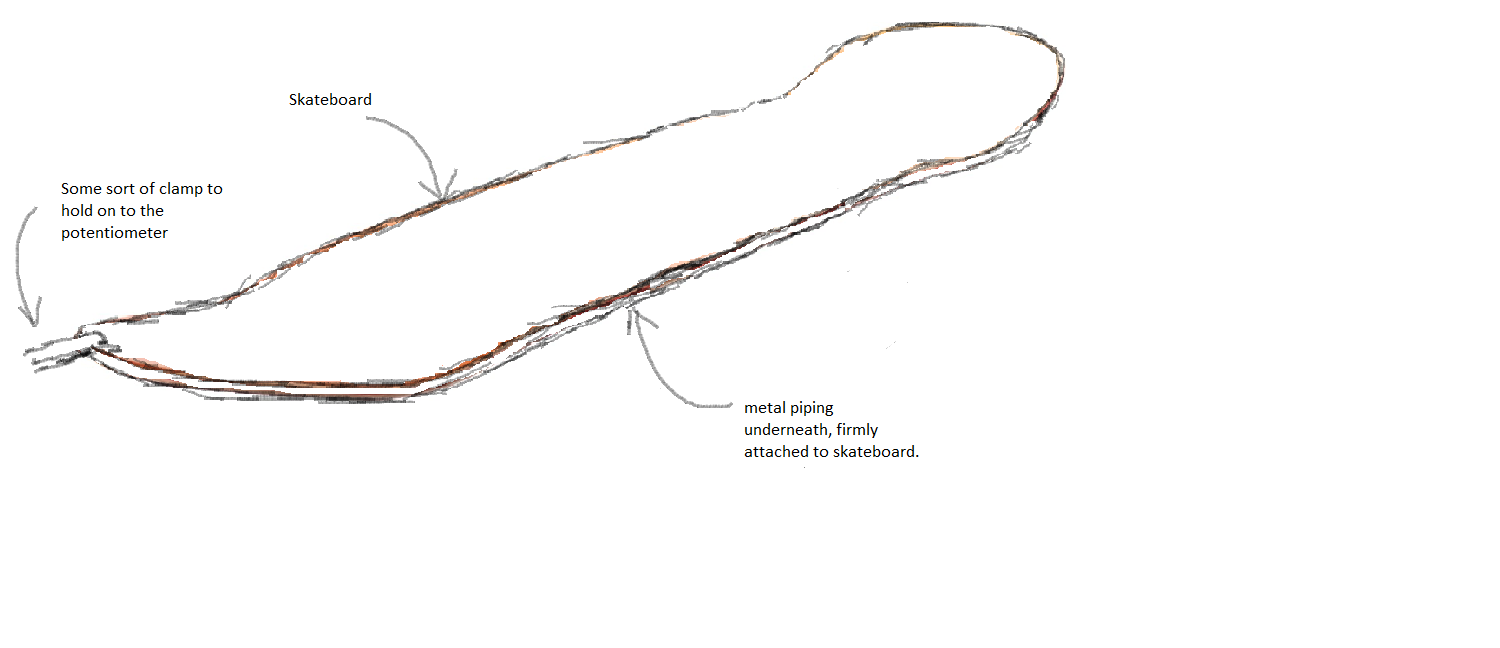 Skateboard
Some sort of clamp to
hold on to the
potentiometer
metal piping
underneath, firmly
attached to skateboard.